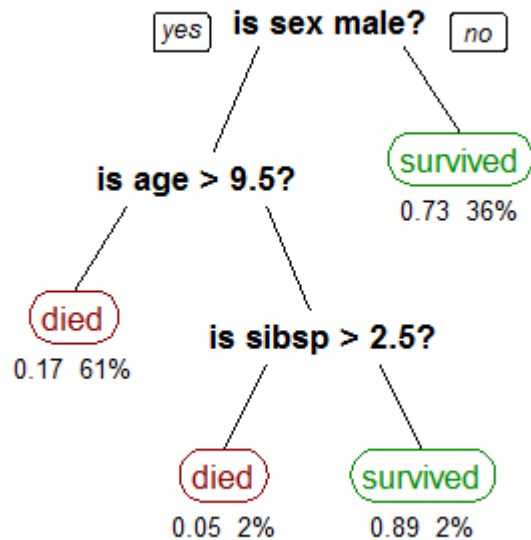 yes is sex male? no
is age > 9.5?
survived
0.73 36%
died
0.17 61%
is sibsp > 2.5?
died survived
0.05 2% 0.89 2%